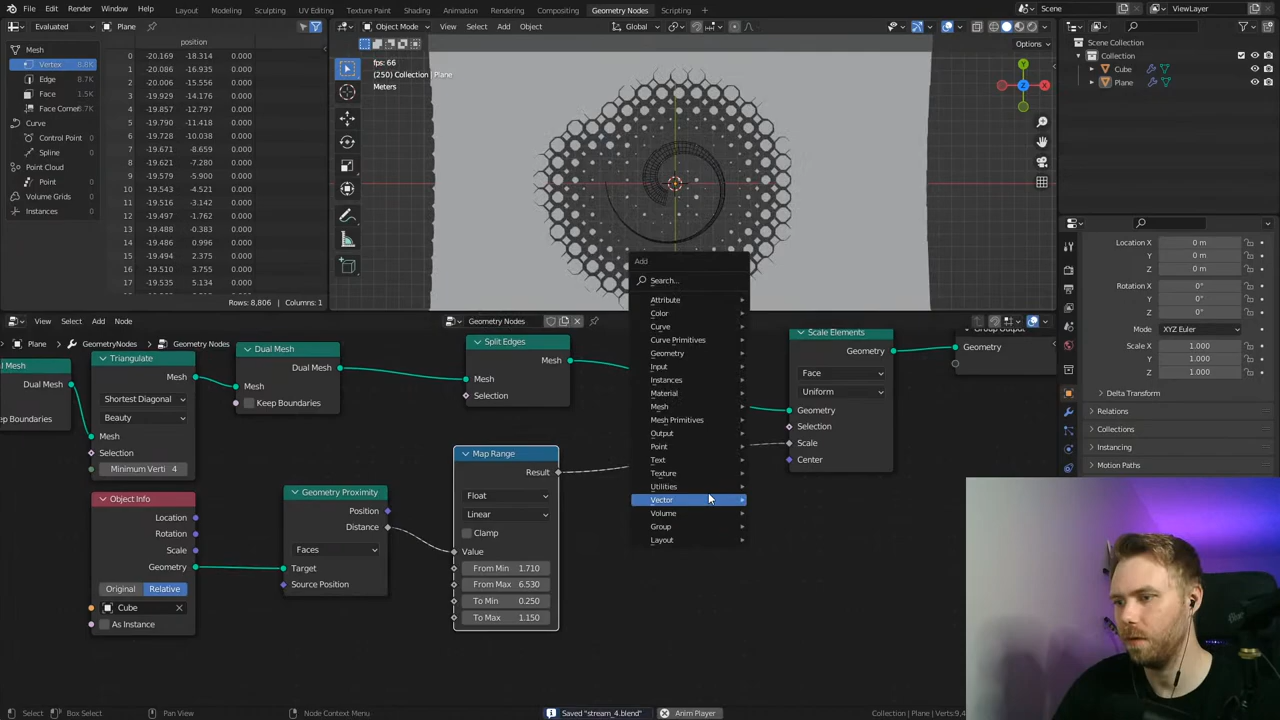 File Edit Render Window Help Layout Modeling Sculpting UV Editing Texture Paint Shading Animation Rendering Compositing Geometry Nodes Scripting + Scene ViewLayer
Evaluated Plane
Object Mode View Select Add Object Global
Options
Mesh
Vertex 8.8K
Edge 8.7K
Face 1.5K
Face Corner
Curve
Control Point 0
Spline 0
Point Cloud
Point 0
Volume Grids
Instances
position
0 -20.169 -18.314 0.000
1 -20.086 -16.935 0.000
2 -20.006 -15.556 0.000
3 -19.929 -14.176 0.000
4 -19.857 -12.797 0.000
5 -19.790 -11.418 0.000
6 -19.728 -10.038 0.000
7 -19.671 -8.659 0.000
8 -19.618 -7.280 0.000
9 -19.569 -5.900 0.000
10 -19.543 -4.521 0.000
11 -19.516 -3.142 0.000
12 -19.497 -1.762 0.000
13 -19.488 -0.383 0.000
14 -19.486 0.996 0.000
15 -19.492 2.375 0.000
16 -19.507 3.755 0.000
17 -19.529 5.134 0.000
Rows: 8,806 | Columns: 1
fps: 66
(250) Collection | Plane
Meters
Y
X
Z
Scene Collection
Collection
Cube
Plane
Location X 0 m
Y 0 m
Z 0 m
Rotation X 0°
Y 0°
Z 0°
Mode XYZ Euler
Scale X 1.000
Y 1.000
Z 1.000
Delta Transform
Relations
Collections
Instancing
Motion Paths
View Select Add Node Geometry Nodes
Plane > GeometryNodes > Geometry Nodes
Dual Mesh
Triangulate
Mesh
Shortest Diagonal
Beauty
Mesh
Selection
Minimum Verti 4
Dual Mesh
Dual Mesh
Mesh
Keep Boundaries
Split Edges
Mesh
Mesh
Selection
Object Info
Location
Rotation
Scale
Geometry
Original Relative
Cube
As Instance
Geometry Proximity
Position
Distance
Faces
Target
Source Position
Map Range
Result
Float
Linear
Clamp
Value
From Min 1.710
From Max 6.530
To Min 0.250
To Max 1.150
Add
Search...
Attribute
Color
Curve
Curve Primitives
Geometry
Input
Instances
Material
Mesh
Mesh Primitives
Output
Point
Text
Texture
Utilities
Vector
Volume
Group
Layout
Scale Elements
Geometry
Face
Uniform
Geometry
Selection
Scale
Center
Geometry
Select Box Select Pan View Node Context Menu Saved "stream_4.blend" Anim Player Collection | Plane